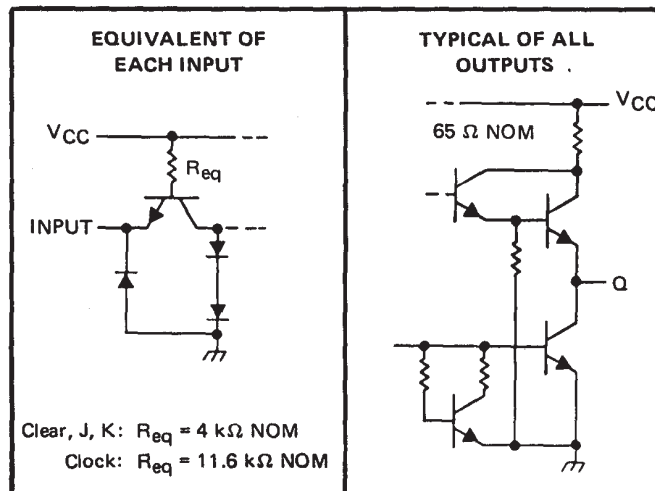 EQUIVALENT OF
EACH INPUT
VCC
Req
INPUT
Clear, J, K: Req = 4 kΩ NOM
Clock: Req = 11.6 kΩ NOM
TYPICAL OF ALL
OUTPUTS .
VCC
65 Ω NOM
Q